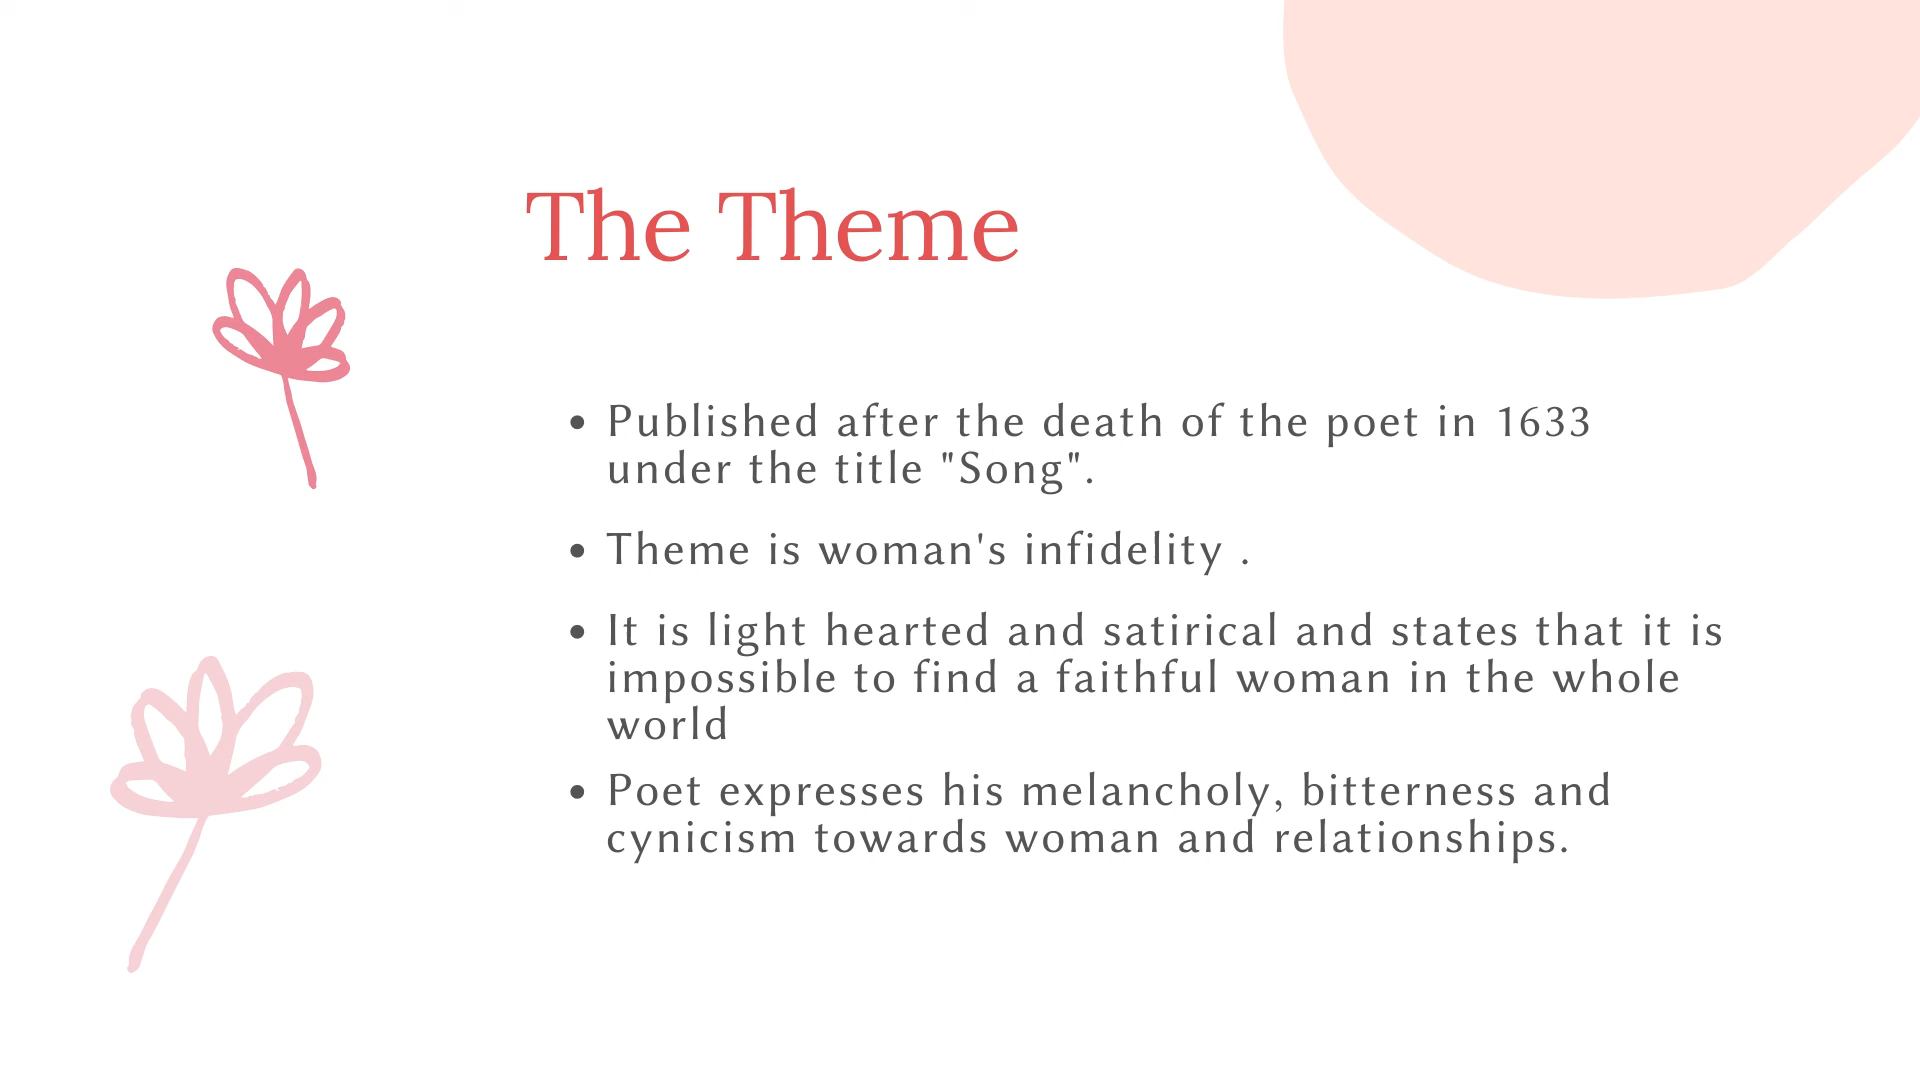 The Theme
• Published after the death of the poet in 1633
under the title "Song".
• Theme is woman's infidelity .
• It is light hearted and satirical and states that it is
impossible to find a faithful woman in the whole
world
• Poet expresses his melancholy, bitterness and
cynicism towards woman and relationships.